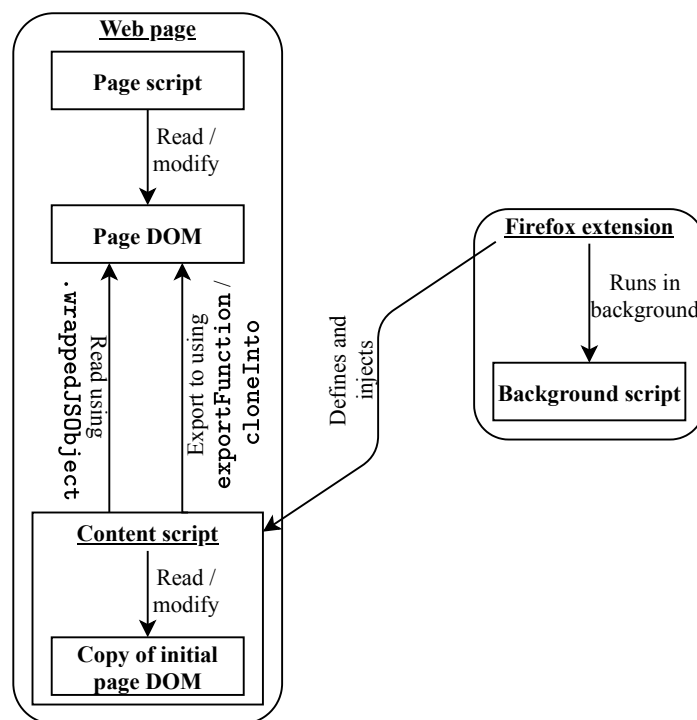 Web page
Page script
Read /
modify
Page DOM
Read using
.wrappedJSObject
Export to using
exportFunction/
cloneInto
Content script
Read /
modify
Copy of initial
page DOM
Defines and
injects
Firefox extension
Runs in
background
Background script